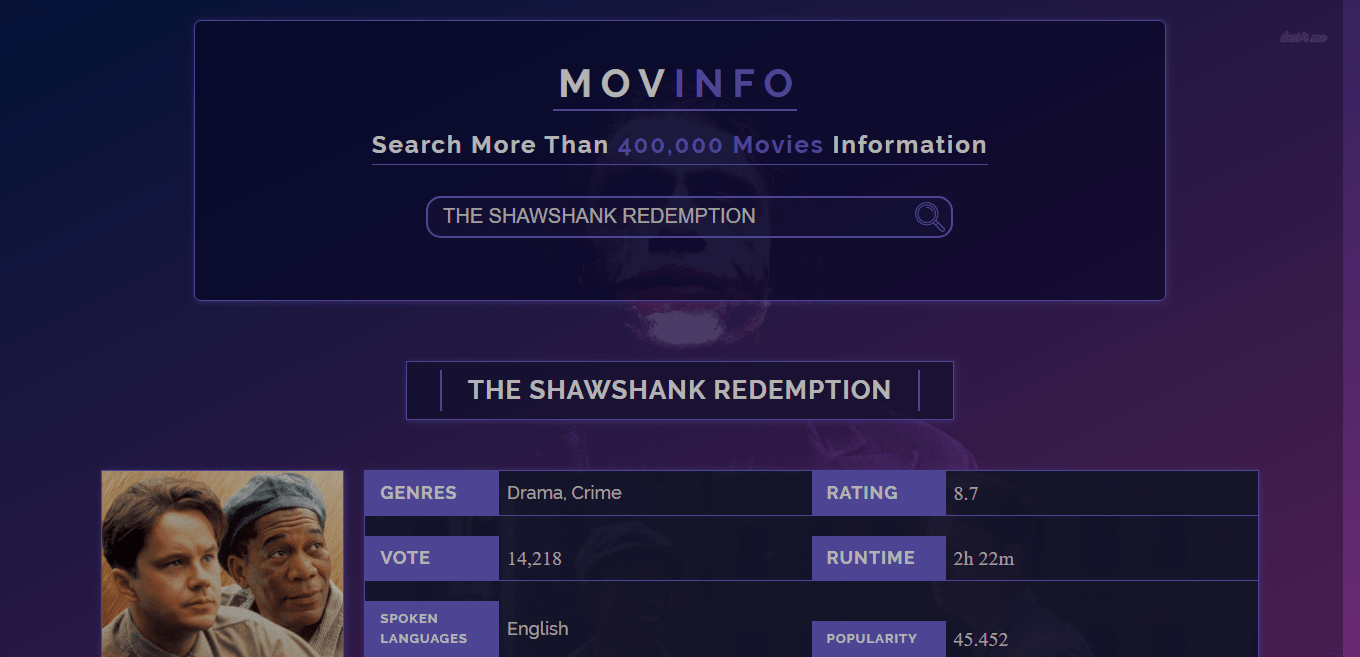 MOVINFO
Search More Than 400,000 Movies Information
THE SHAWSHANK REDEMPTION
THE SHAWSHANK REDEMPTION
GENRES Drama, Crime RATING 8.7
VOTE 14,218 RUNTIME 2h 22m
SPOKEN
LANGUAGES English
POPULARITY 45.452